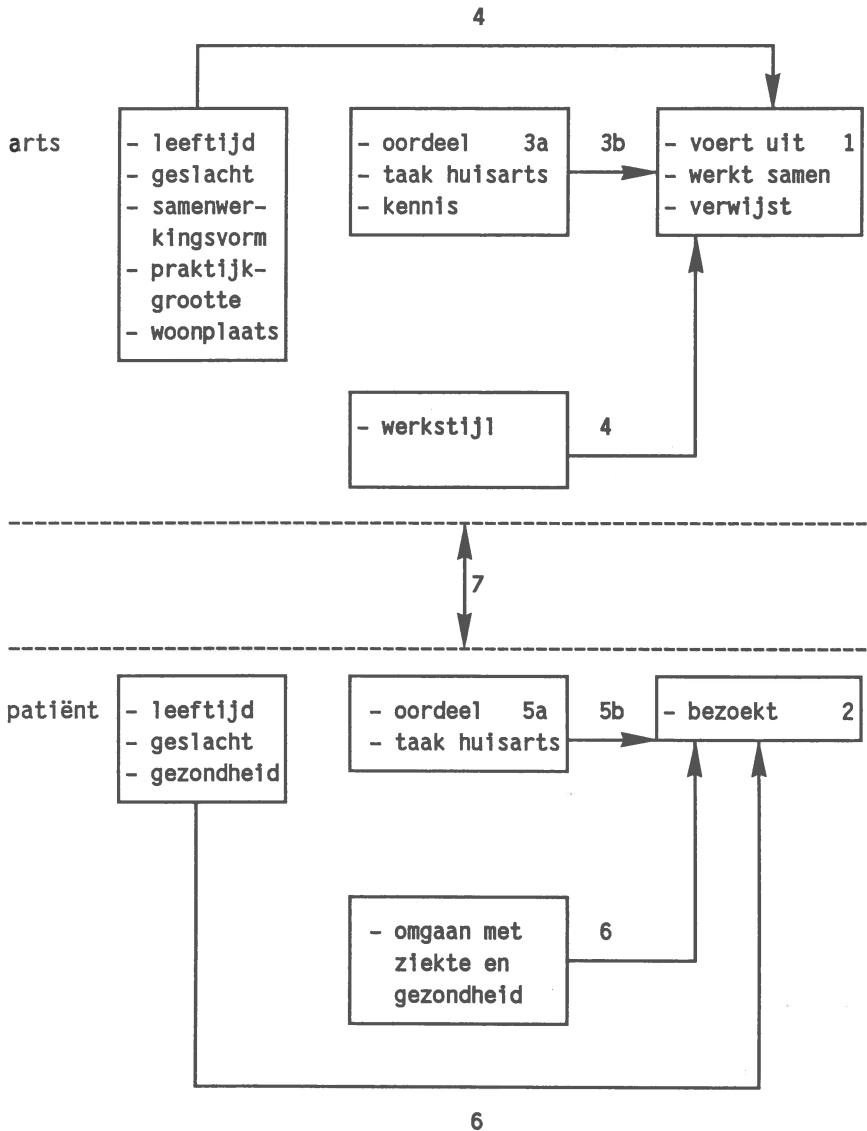 4
arts
- leeftijd
- geslacht
- samenwer-
kingsvorm
- praktijk-
grootte
- woonplaats
- oordeel 3a
- taak huisarts
- kennis
3b
- voert uit 1
- werkt samen
- verwijst
- werkstijl
4
7
patiënt
- leeftijd
- geslacht
- gezondheid
- oordeel 5a
- taak huisarts
5b
- bezoekt 2
- omgaan met
ziekte en
gezondheid
6
6